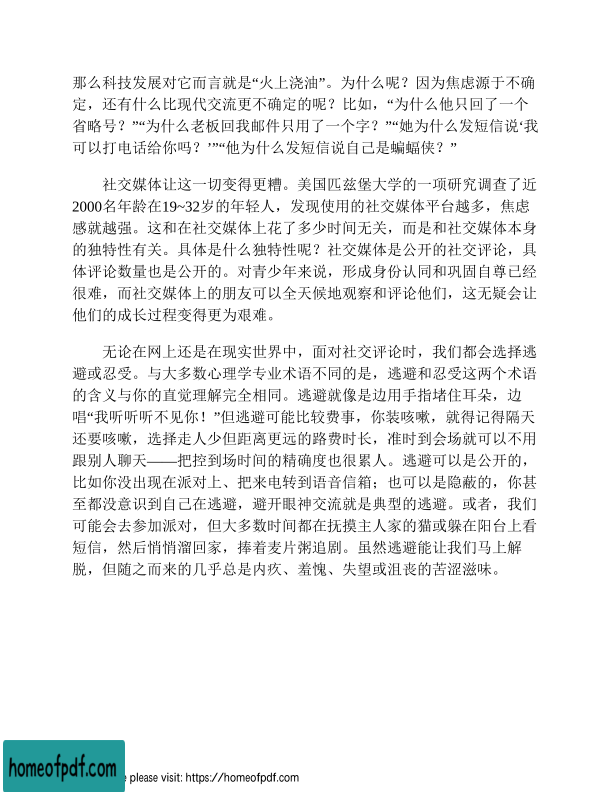 那么科技发展对它而言就是“火上浇油”。为什么呢？因为焦虑源于不确
定，还有什么比现代交流更不确定的呢？比如，“为什么他只回了一个
省略号？”“为什么老板回我邮件只用了一个字？”“她为什么发短信说‘我
可以打电话给你吗？’”“他为什么发短信说自己是蝙蝠侠？”
社交媒体让这一切变得更糟。美国匹兹堡大学的一项研究调查了近
2000名年龄在19~32岁的年轻人，发现使用的社交媒体平台越多，焦虑
感就越强。这和在社交媒体上花了多少时间无关，而是和社交媒体本身
的独特性有关。具体是什么独特性呢？社交媒体是公开的社交评论，具
体评论数量也是公开的。对青少年来说，形成身份认同和巩固自尊已经
很难，而社交媒体上的朋友可以全天候地观察和评论他们，这无疑会让
他们的成长过程变得更为艰难。
无论在网上还是在现实世界中，面对社交评论时，我们都会选择逃
避或忍受。与大多数心理学专业术语不同的是，逃避和忍受这两个术语
的含义与你的直觉理解完全相同。逃避就像是边用手指堵住耳朵，边
唱“我听听听不见你！”但逃避可能比较费事，你装咳嗽，就得记得隔天
还要咳嗽，选择走人少但距离更远的路费时长，准时到会场就可以不用
跟别人聊天——把控到场时间的精确度也很累人。逃避可以是公开的，
比如你没出现在派对上、把来电转到语音信箱；也可以是隐蔽的，你甚
至都没意识到自己在逃避，避开眼神交流就是典型的逃避。或者，我们
可能会去参加派对，但大多数时间都在抚摸主人家的猫或躲在阳台上看
短信，然后悄悄溜回家，捧着麦片粥追剧。虽然逃避能让我们马上解
脱，但随之而来的几乎总是内疚、羞愧、失望或沮丧的苦涩滋味。
homeofpdf.com
e please visit: https://homeofpdf.com